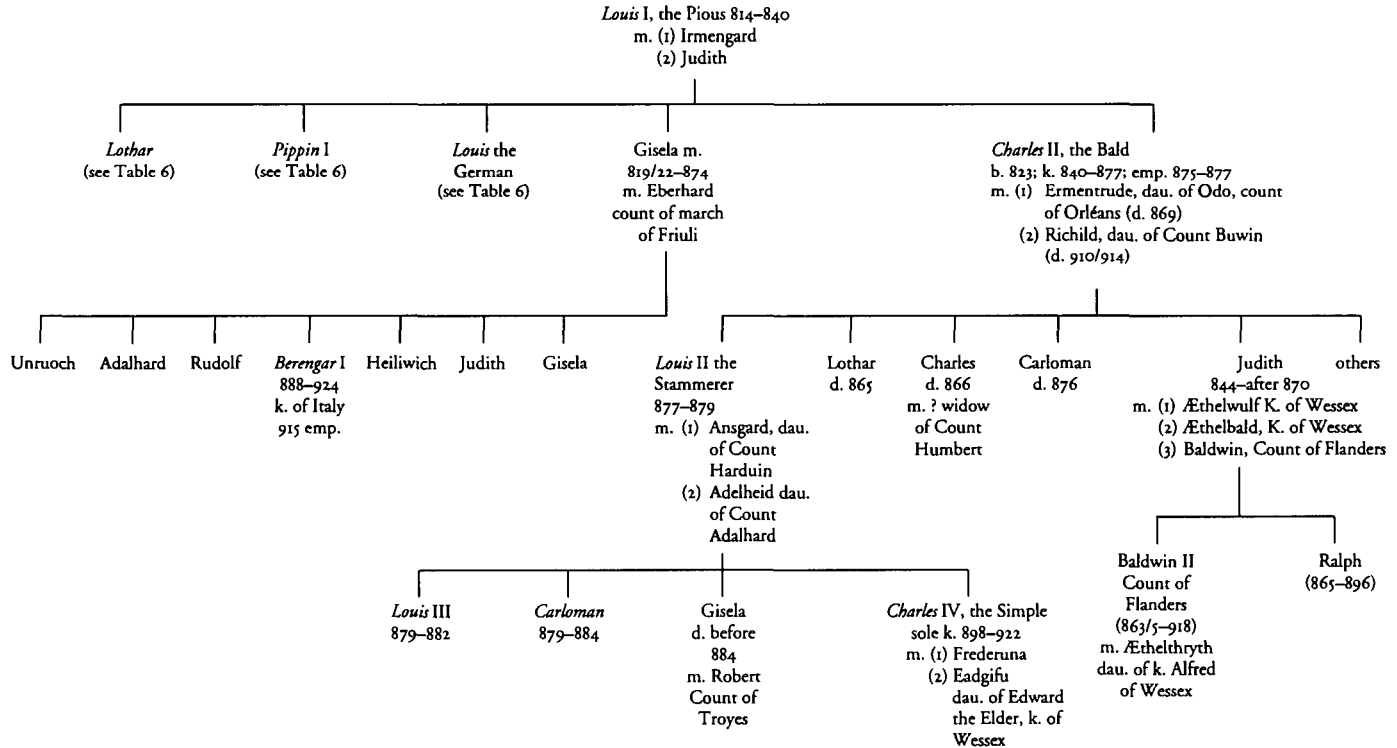 Louis I, the Pious 814–840
m. (1) Irmengard
(2) Judith
Lothar
(see Table 6)
Pippin I
(see Table 6)
Louis the
German
(see Table 6)
Gisela m.
819/22–874
m. Eberhard
count of march
of Friuli
Charles II, the Bald
b. 823; k. 840–877; emp. 875–877
m. (1) Ermentrude, dau. of Odo, count
of Orléans (d. 869)
(2) Richild, dau. of Count Buwin
(d. 910/914)
Unruoch
Adalhard
Rudolf
Berengar I
888–924
k. of Italy
915 emp.
Heiliwich
Judith
Gisela
Louis II the
Stammerer
877–879
m. (1) Ansgard, dau.
of Count
Harduin
(2) Adelheid dau.
of Count
Adalhard
Lothar
d. 865
Charles
d. 866
m. ? widow
of Count
Humbert
Carloman
d. 876
Judith
844–after 870
m. (1) Æthelwulf K. of Wessex
(2) Æthelbald, K. of Wessex
(3) Baldwin, Count of Flanders
others
Louis III
879–882
Carloman
879–884
Gisela
d. before
884
m. Robert
Count of
Troyes
Charles IV, the Simple
sole k. 898–922
m. (1) Frederuna
(2) Eadgifu
dau. of Edward
the Elder, k. of
Wessex
Baldwin II
Count of
Flanders
(863/5–918)
m. Æthelthryth
dau. of k. Alfred
of Wessex
Ralph
(865–896)